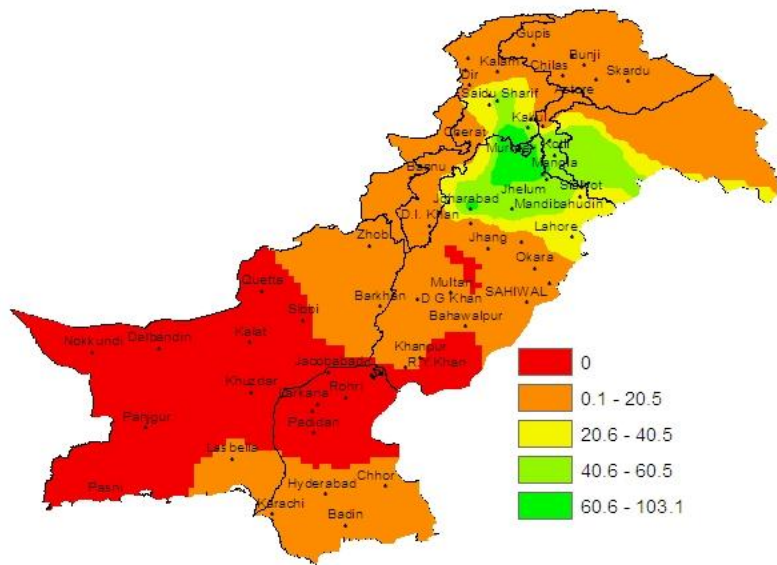 Gupis
Bunji
Kalam
Chilas
Skardu
Dir
Astore
Saidu Sharif
Kakul
Cherat
Kotli
Murree
Mangla
Bannu
Sialkot
Jhelum
Joharabad
Mandibahudin
D.I. Khan
Lahore
Zhob
Jhang
Okara
Quetta
Multan
SAHIWAL
Barkhan
D G Khan
Sibbi
Bahawalpur
Kalat
Nokkundi
Dalbandin
Khanpur
R Y Khan
Jacobabad
Khuzdar
Rohri
Larkana
Panjgur
Padidan
Lasbella
Chhor
Pasni
Hyderabad
Karachi
Badin
0
0.1 - 20.5
20.6 - 40.5
40.6 - 60.5
60.6 - 103.1